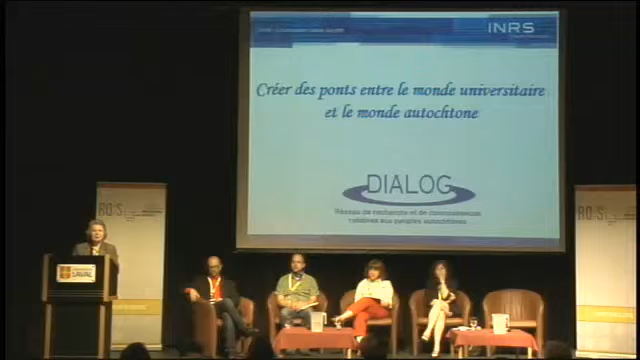 INRS
Créer des ponts entre le monde universitaire
et le monde autochtone
DIALOG
Réseau de recherche et de connaissances
relatives aux peuples autochtones
LAVAL